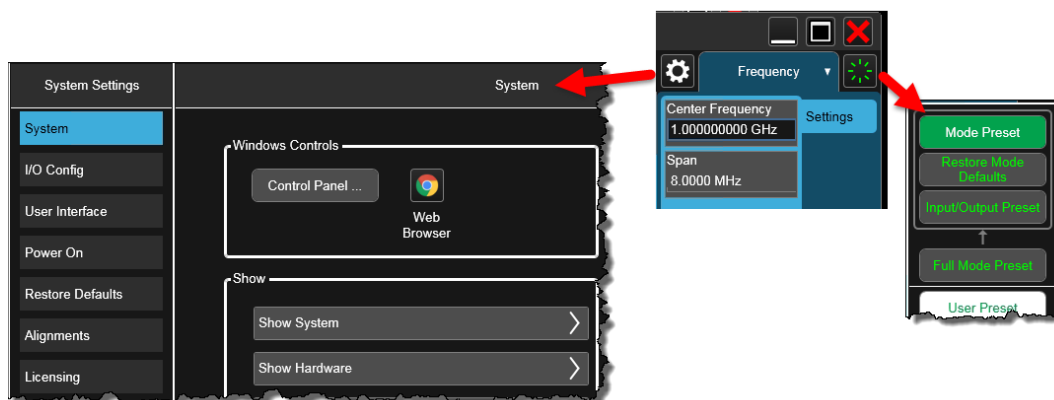 System Settings
System
System
I/O Config
User Interface
Power On
Restore Defaults
Alignments
Licensing
Windows Controls
Control Panel ...
Web
Browser
Show
Show System
Show Hardware
Frequency
Center Frequency
1.000000000 GHz
Span
8.0000 MHz
Settings
Mode Preset
Restore Mode
Defaults
Input/Output Preset
Full Mode Preset
User Preset